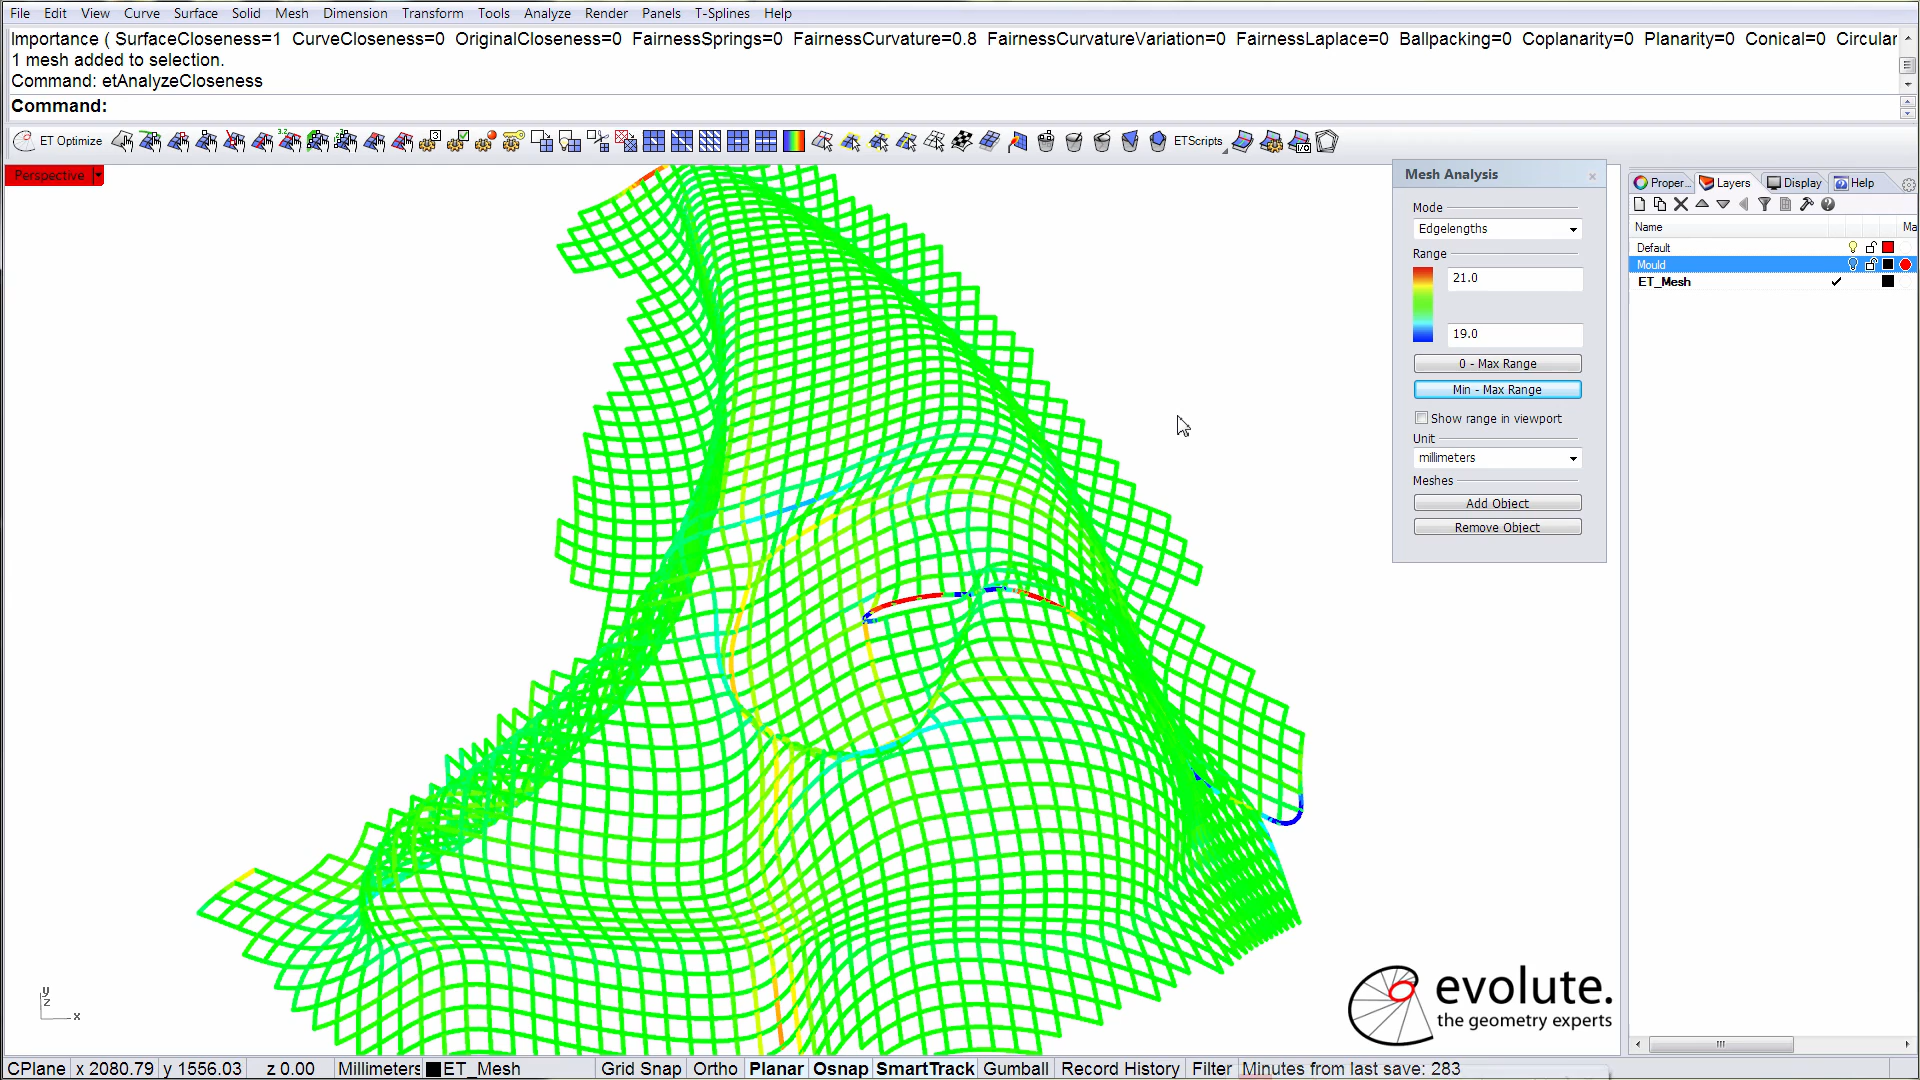 File Edit View Curve Surface Solid Mesh Dimension Transform Tools Analyze Render Panels T-Splines Help
Importance ( SurfaceCloseness=1 CurveCloseness=0 OriginalCloseness=0 FairnessSprings=0 FairnessCurvature=0.8 FairnessCurvatureVariation=0 FairnessLaplace=0 Ballpacking=0 Coplanarity=0 Planarity=0 Conical=0 Circular
1 mesh added to selection.
Command: etAnalyzeCloseness
Command:
ET Optimize 3 3.2 ETScripts I/O
Perspective
Mesh Analysis
Mode
Edgelengths
Range
21.0
19.0
0 - Max Range
Min - Max Range
Show range in viewport
Unit
millimeters
Meshes
Add Object
Remove Object
Proper... Layers Display Help
Name Ma
Default
Mould
ET_Mesh
y
z
x
evolute.
the geometry experts
CPlane x 2080.79 y 1556.03 z 0.00 Millimeters ET_Mesh Grid Snap Ortho Planar Osnap SmartTrack Gumball Record History Filter Minutes from last save: 283